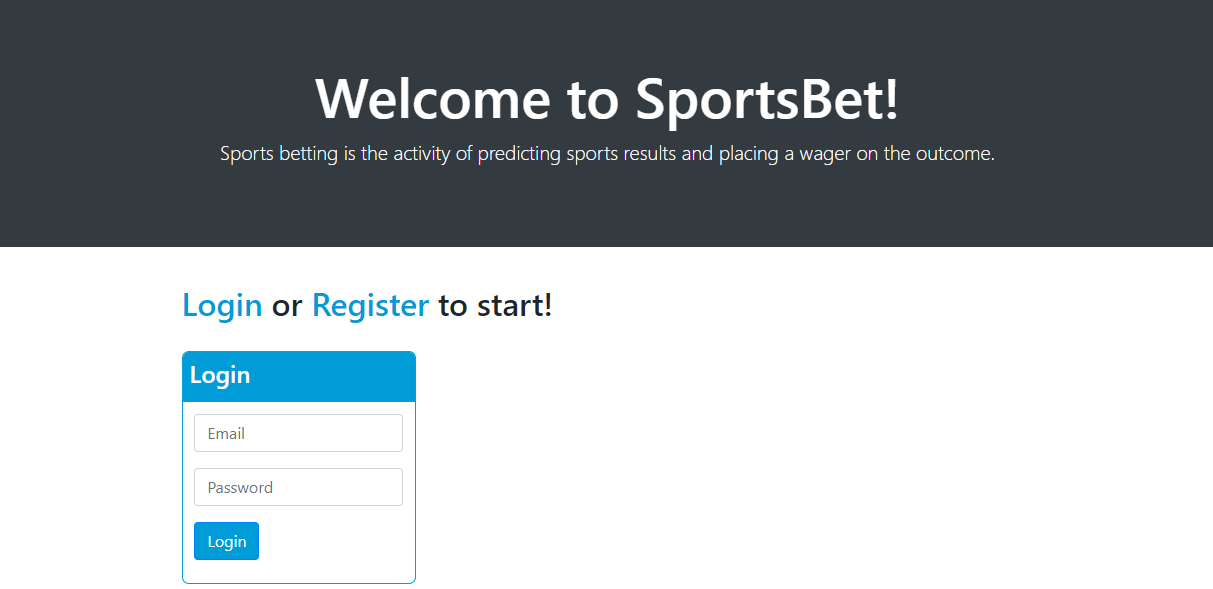 Welcome to SportsBet!
Sports betting is the activity of predicting sports results and placing a wager on the outcome.
Login or Register to start!
Login
Email
Password
Login